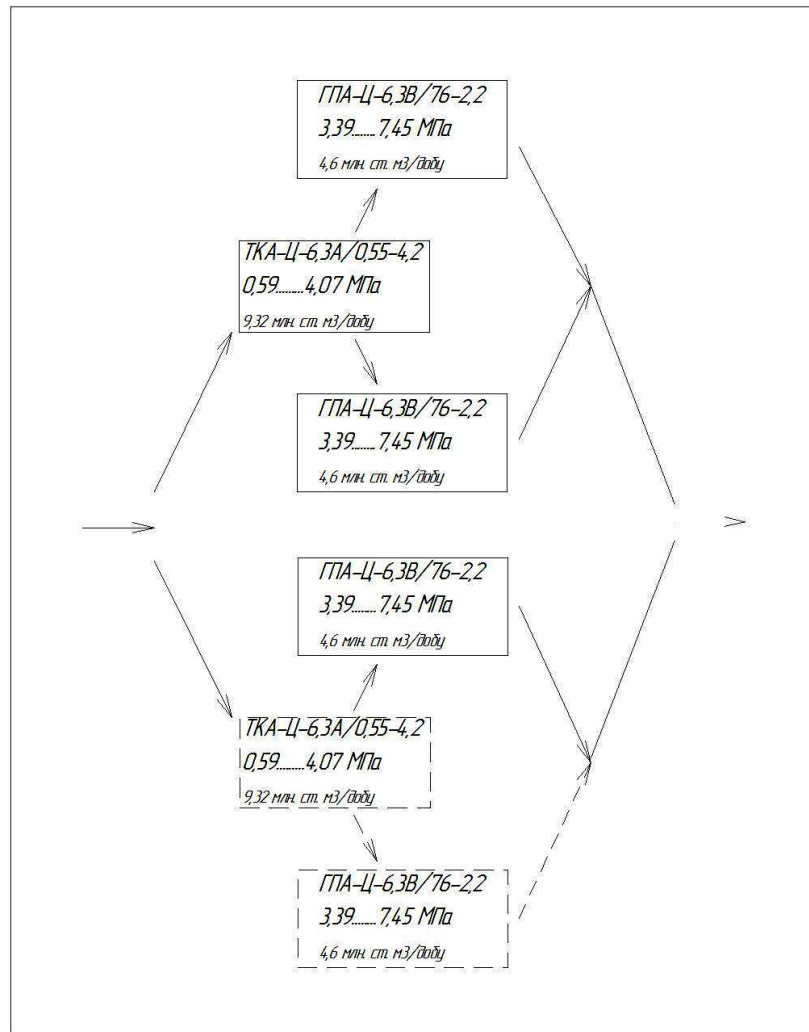 ГПА-Ц-6,3В/76-2,2
3,39........7,45 МПа
4,6 млн. ст. м3/добу
ТКА-Ц-6,3А/0,55-4,2
0,59.........4,07 МПа
9,32 млн. ст. м3/добу
ГПА-Ц-6,3В/76-2,2
3,39........7,45 МПа
4,6 млн. ст. м3/добу
ГПА-Ц-6,3В/76-2,2
3,39........7,45 МПа
4,6 млн. ст. м3/добу
ТКА-Ц-6,3А/0,55-4,2
0,59.........4,07 МПа
9,32 млн. ст. м3/добу
ГПА-Ц-6,3В/76-2,2
3,39........7,45 МПа
4,6 млн. ст. м3/добу